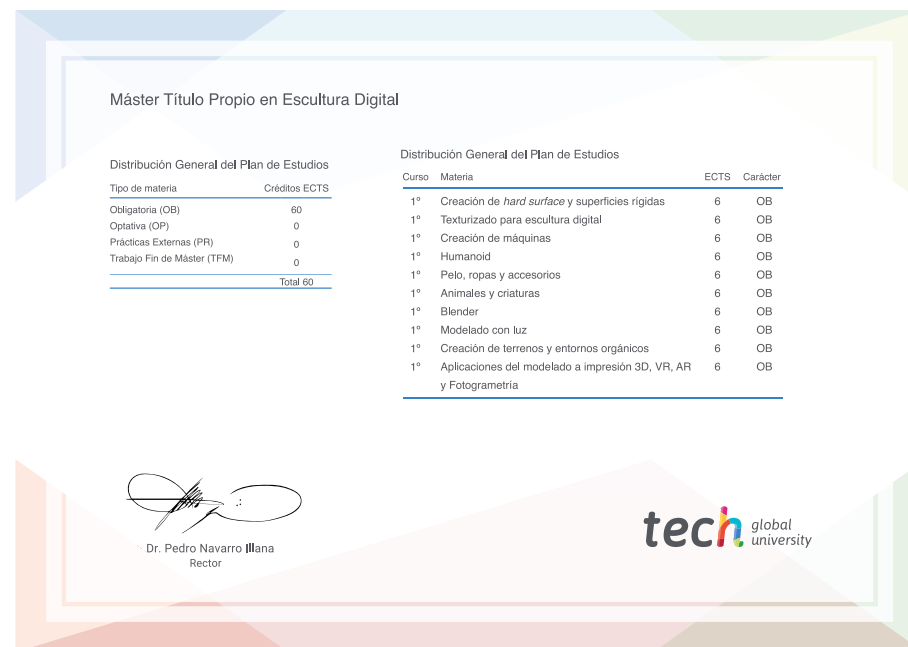 Máster Título Propio en Escultura Digital
Distribución General del Plan de Estudios
Tipo de materia Créditos ECTS
Obligatoria (OB) 60
Optativa (OP) 0
Prácticas Externas (PR) 0
Trabajo Fin de Máster (TFM) 0
Total 60
Distribución General del Plan de Estudios
Curso Materia ECTS Carácter
1º Creación de hard surface y superficies rígidas 6 OB
1º Texturizado para escultura digital 6 OB
1º Creación de máquinas 6 OB
1º Humanoid 6 OB
1º Pelo, ropas y accesorios 6 OB
1º Animales y criaturas 6 OB
1º Blender 6 OB
1º Modelado con luz 6 OB
1º Creación de terrenos y entornos orgánicos 6 OB
1º Aplicaciones del modelado a impresión 3D, VR, AR 6 OB
y Fotogrametría
Dr. Pedro Navarro Illana
Rector
tech global
university